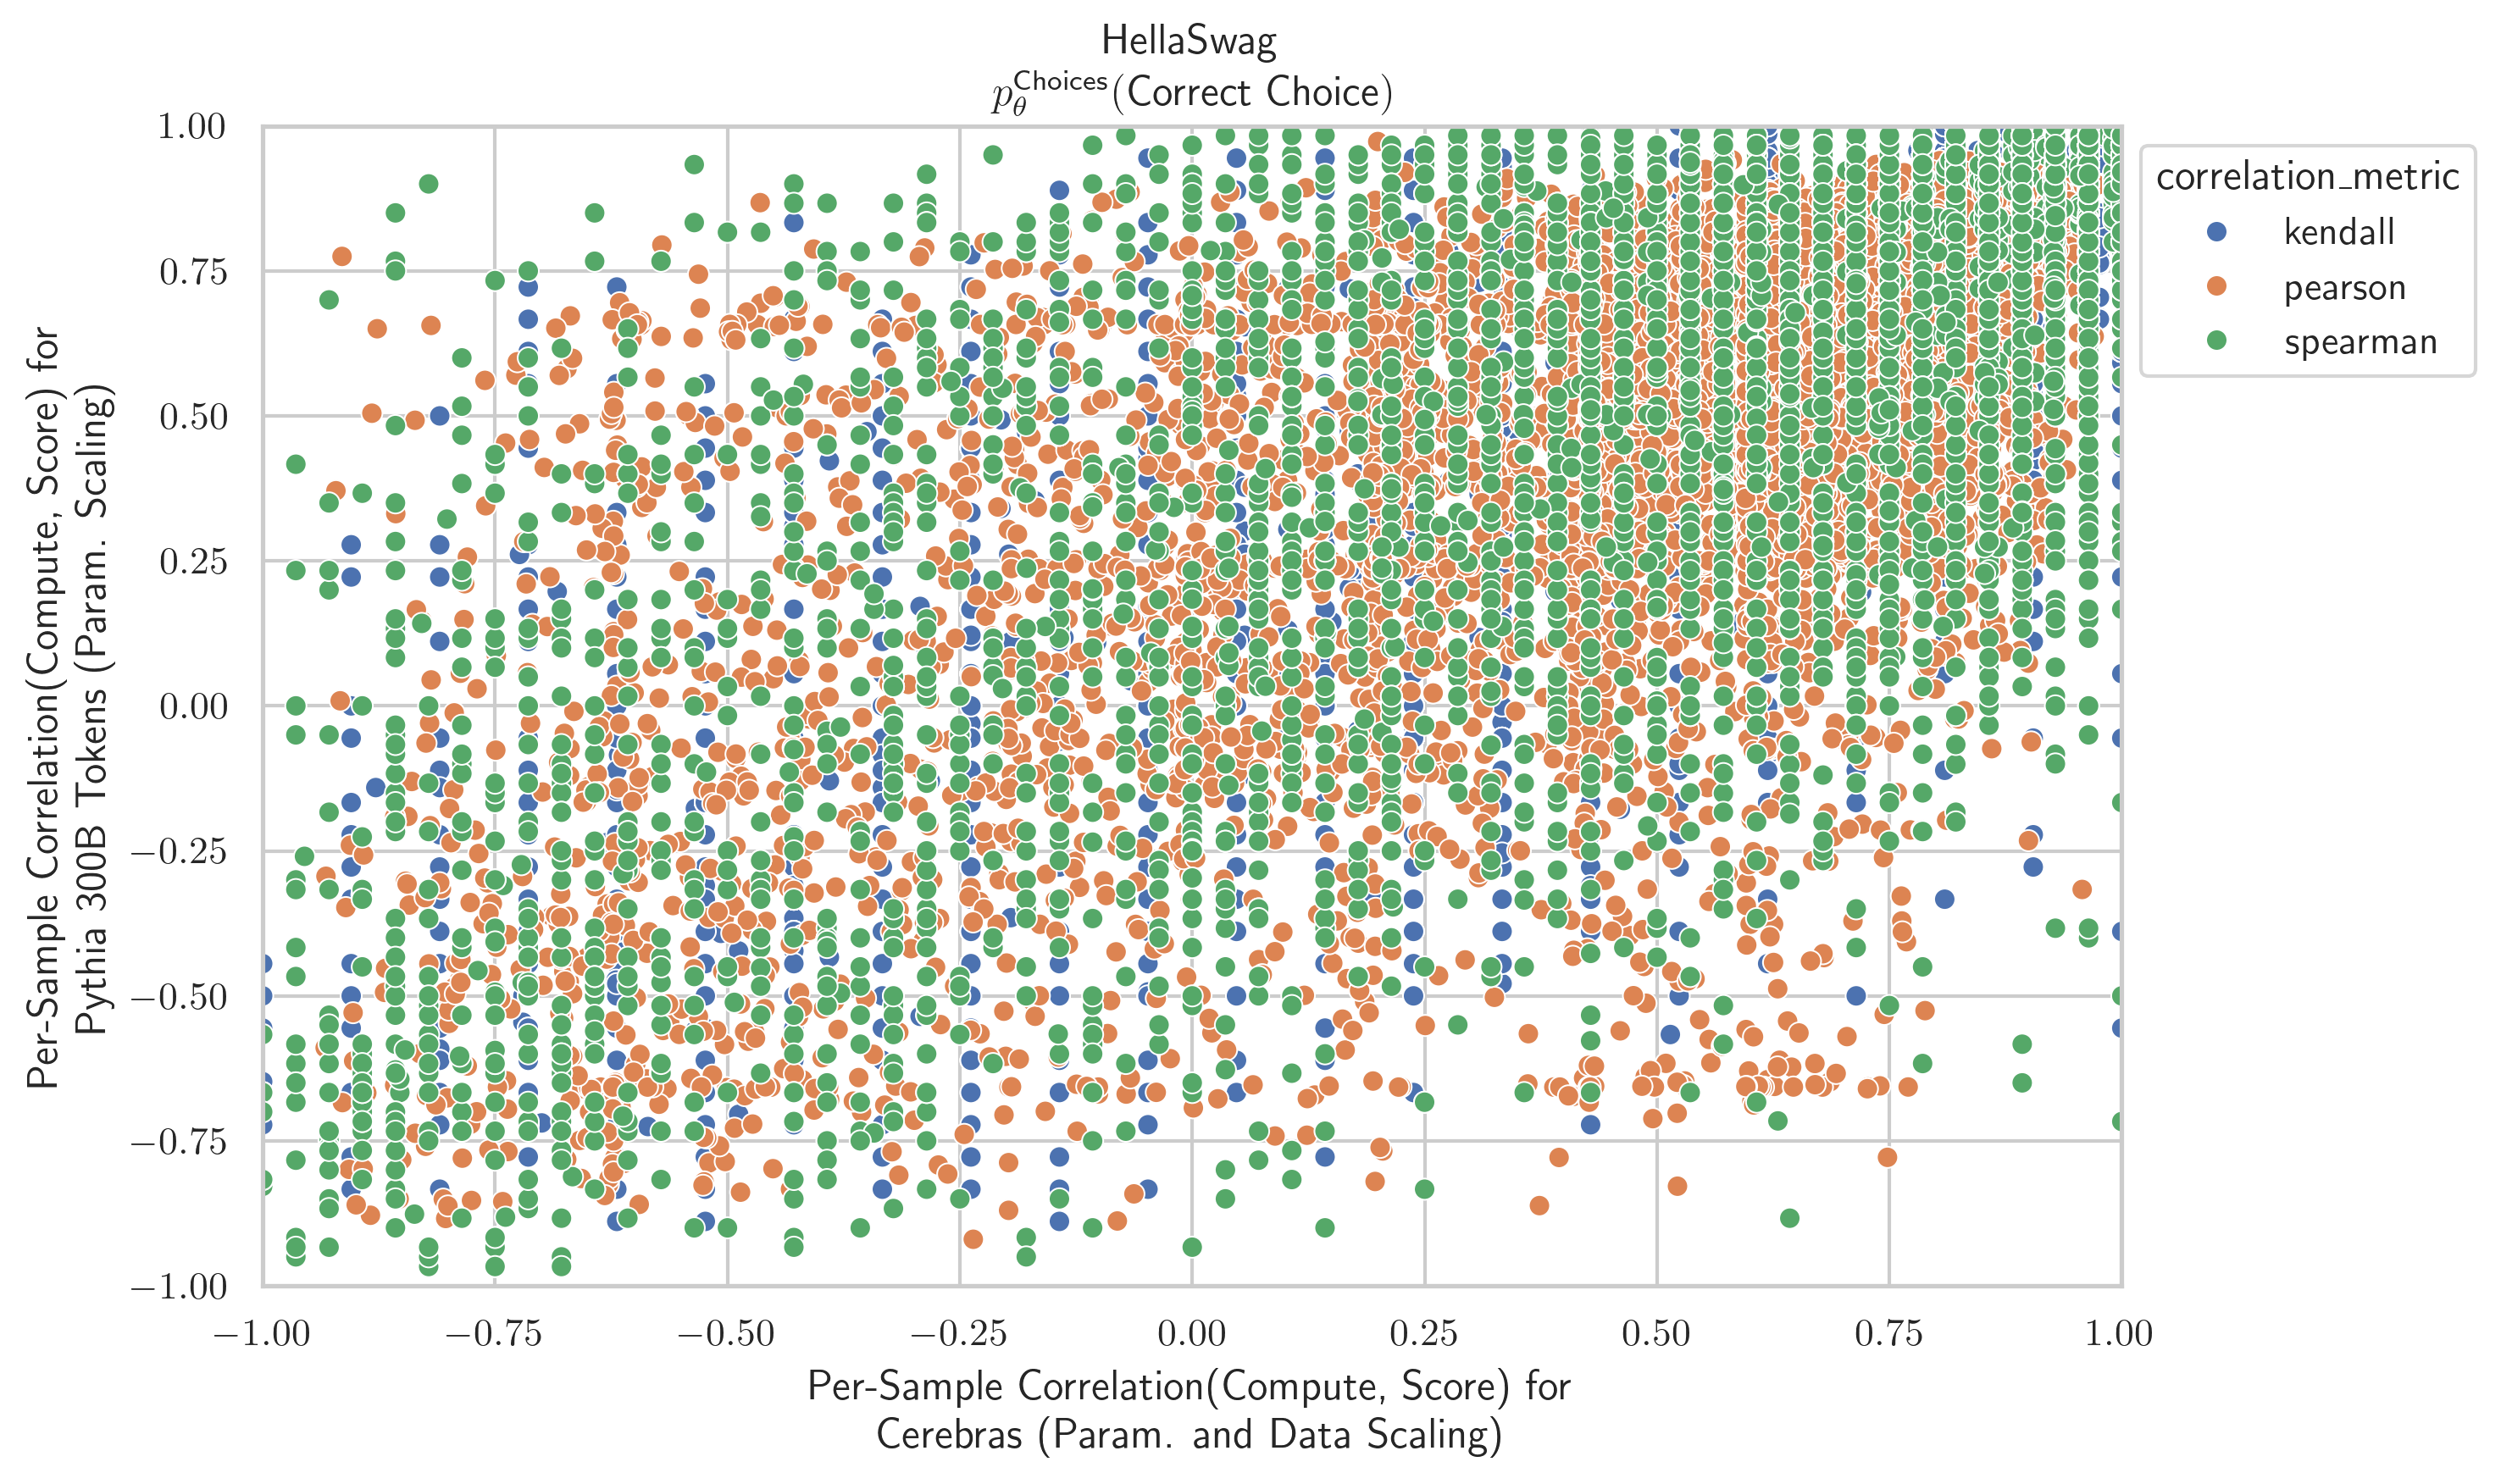 HellaSwag
p_θ^Choices(Correct Choice)
Per-Sample Correlation(Compute, Score) for
Pythia 300B Tokens (Param. Scaling)
1.00
0.75
0.50
0.25
0.00
−0.25
−0.50
−0.75
−1.00
−1.00 −0.75 −0.50 −0.25 0.00 0.25 0.50 0.75 1.00
Per-Sample Correlation(Compute, Score) for
Cerebras (Param. and Data Scaling)
correlation_metric
kendall
pearson
spearman